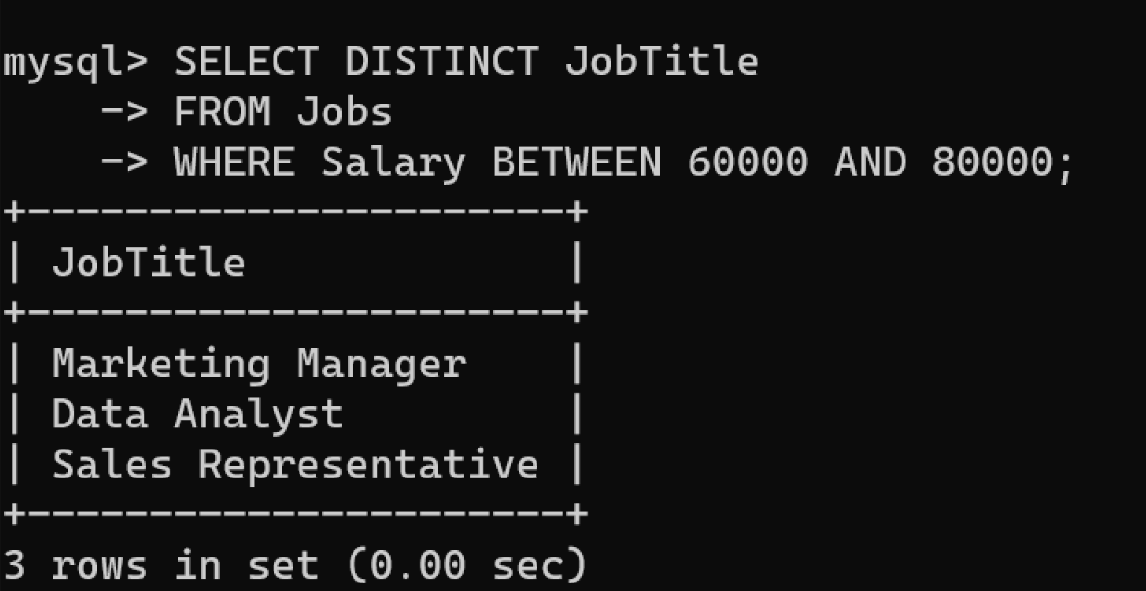 mysql> SELECT DISTINCT JobTitle
    -> FROM Jobs
    -> WHERE Salary BETWEEN 60000 AND 80000;
+----------------------+
| JobTitle             |
+----------------------+
| Marketing Manager    |
| Data Analyst         |
| Sales Representative |
+----------------------+
3 rows in set (0.00 sec)